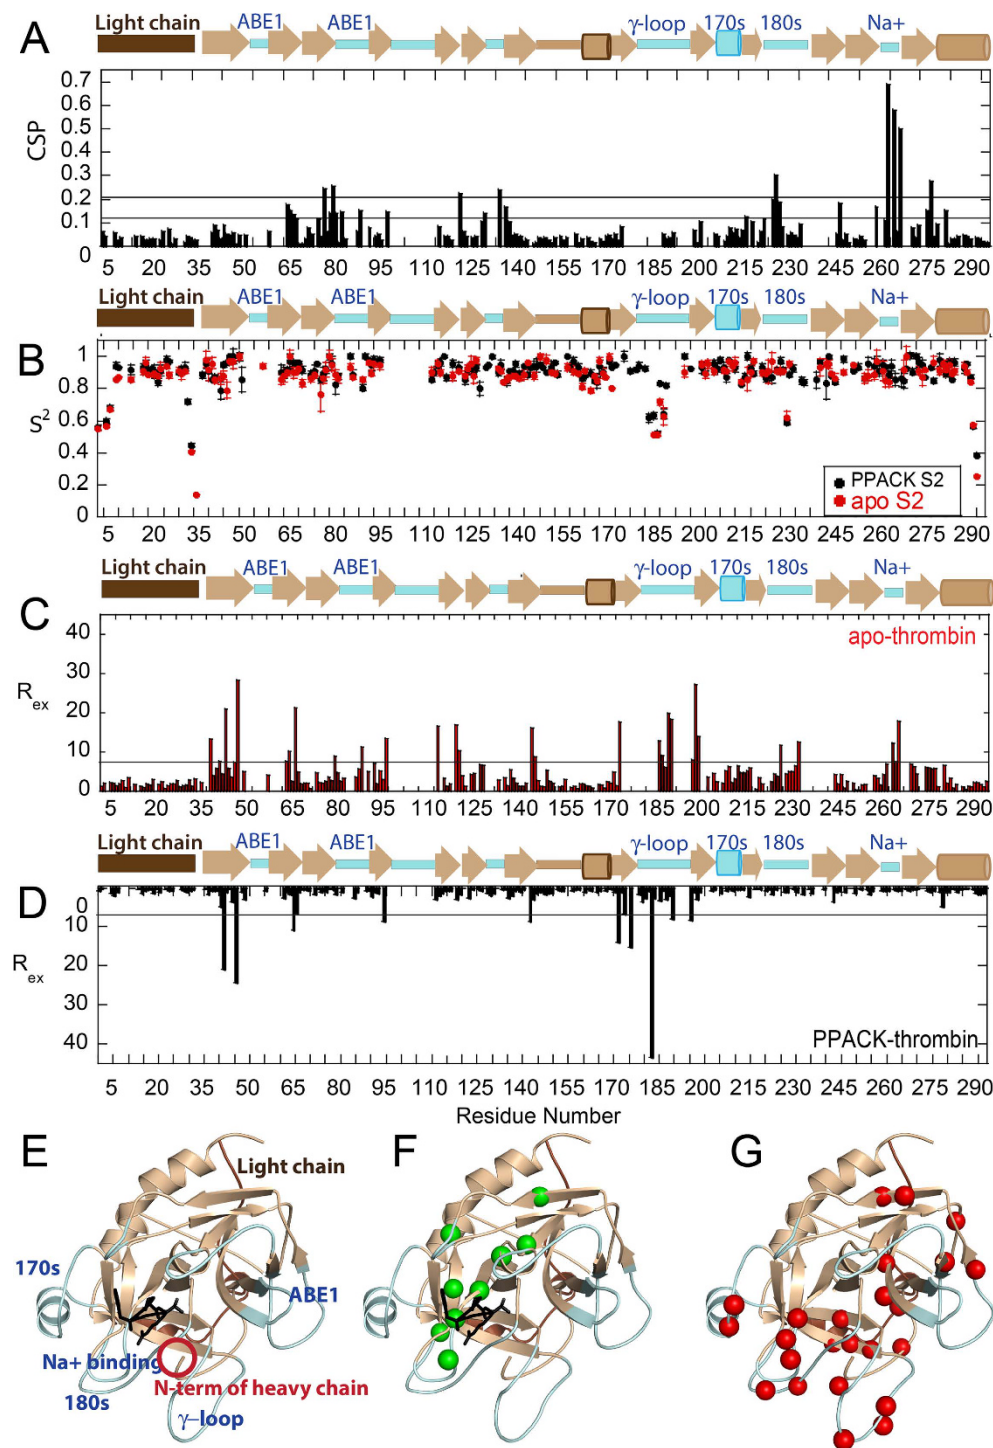 A
Light chain ABE1 ABE1 γ-loop 170s 180s Na+
0.7
0.6
0.5
0.4
0.3
0.2
0.1
0
CSP
5 20 35 65 80 95 110 125 140 155 170 185 200 215 230 245 260 275 290
Light chain ABE1 ABE1 γ-loop 170s 180s Na+
B
1
0.8
0.6
0.4
0.2
0
S²
PPACK S2
apo S2
5 20 35 65 80 95 110 125 140 155 170 185 200 215 230 245 260 275 290
Light chain ABE1 ABE1 γ-loop 170s 180s Na+
C
apo-thrombin
40
30
20
10
0
Rex
5 20 35 65 80 95 110 125 140 155 170 185 200 215 230 245 260 275 290
Light chain ABE1 ABE1 γ-loop 170s 180s Na+
D
0
10
20
30
40
Rex
PPACK-thrombin
5 20 35 65 80 95 110 125 140 155 170 185 200 215 230 245 260 275 290
Residue Number
E F G
Light chain
170s
ABE1
Na+ binding
180s
N-term of heavy chain
γ-loop